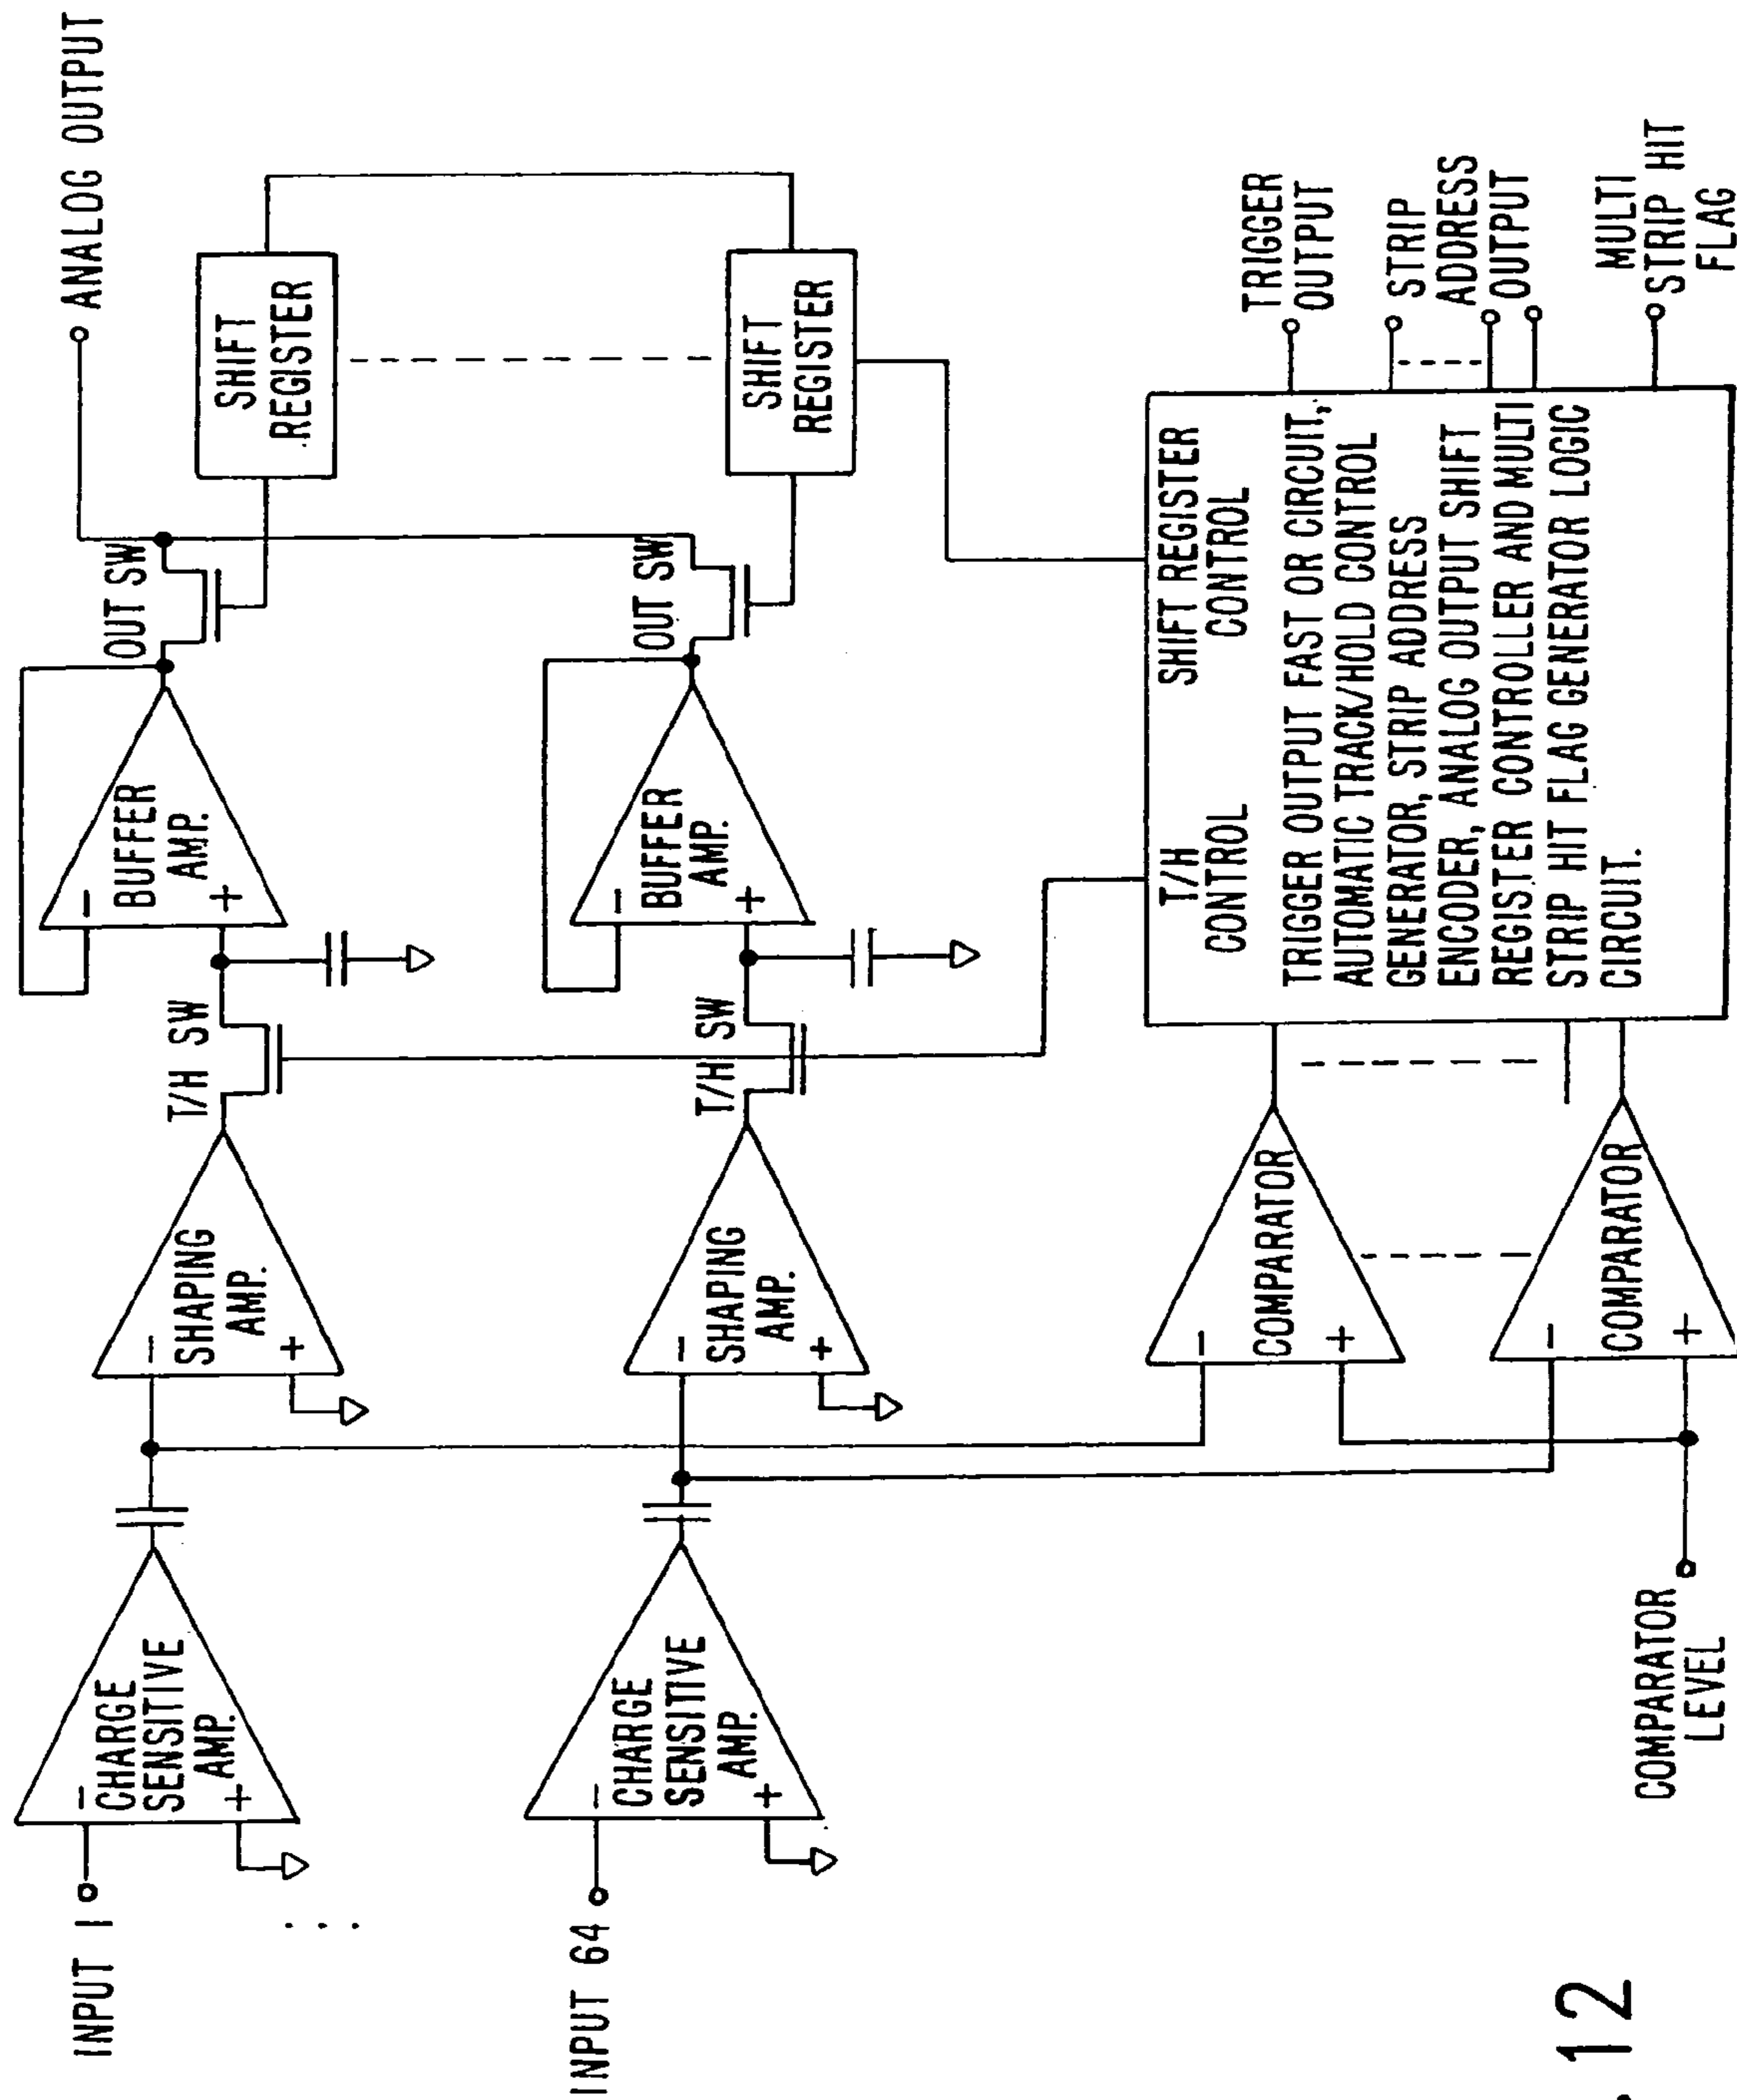 INPUT 1
CHARGE
SENSITIVE
AMP.
−
+
SHAPING
AMP.
−
+
T/H SW
BUFFER
AMP.
−
+
OUT SW
ANALOG OUTPUT
SHIFT
REGISTER
INPUT 64
CHARGE
SENSITIVE
AMP.
−
+
SHAPING
AMP.
−
+
T/H SW
BUFFER
AMP.
−
+
OUT SW
SHIFT
REGISTER
COMPARATOR
−
+
COMPARATOR
−
+
COMPARATOR
LEVEL
T/H
CONTROL
SHIFT REGISTER
CONTROL
TRIGGER OUTPUT FAST OR CIRCUIT,
AUTOMATIC TRACK/HOLD CONTROL
GENERATOR, STRIP ADDRESS
ENCODER, ANALOG OUTPUT SHIFT
REGISTER CONTROLLER AND MULTI
STRIP HIT FLAG GENERATOR LOGIC
CIRCUIT.
TRIGGER
OUTPUT
STRIP
ADDRESS
OUTPUT
MULTI
STRIP HIT
FLAG
. 12